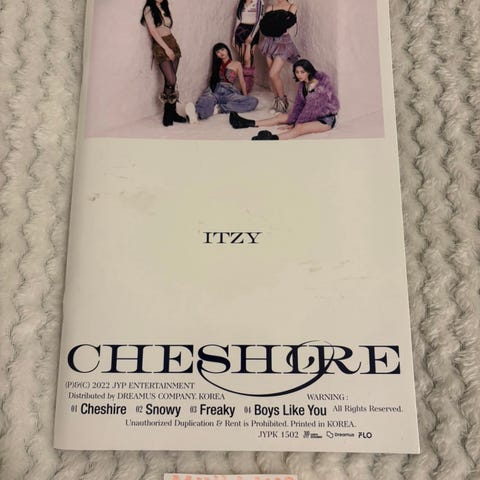 ITZY
CHESHIRE
(P)&(C) 2022 JYP ENTERTAINMENT
Distributed by DREAMUS COMPANY. KOREA WARNING :
01 Cheshire 02 Snowy 03 Freaky 04 Boys Like You All Rights Reserved.
Unauthorized Duplication & Rent is Prohibited. Printed in KOREA.
JYPK 1502 Dreamus FLO